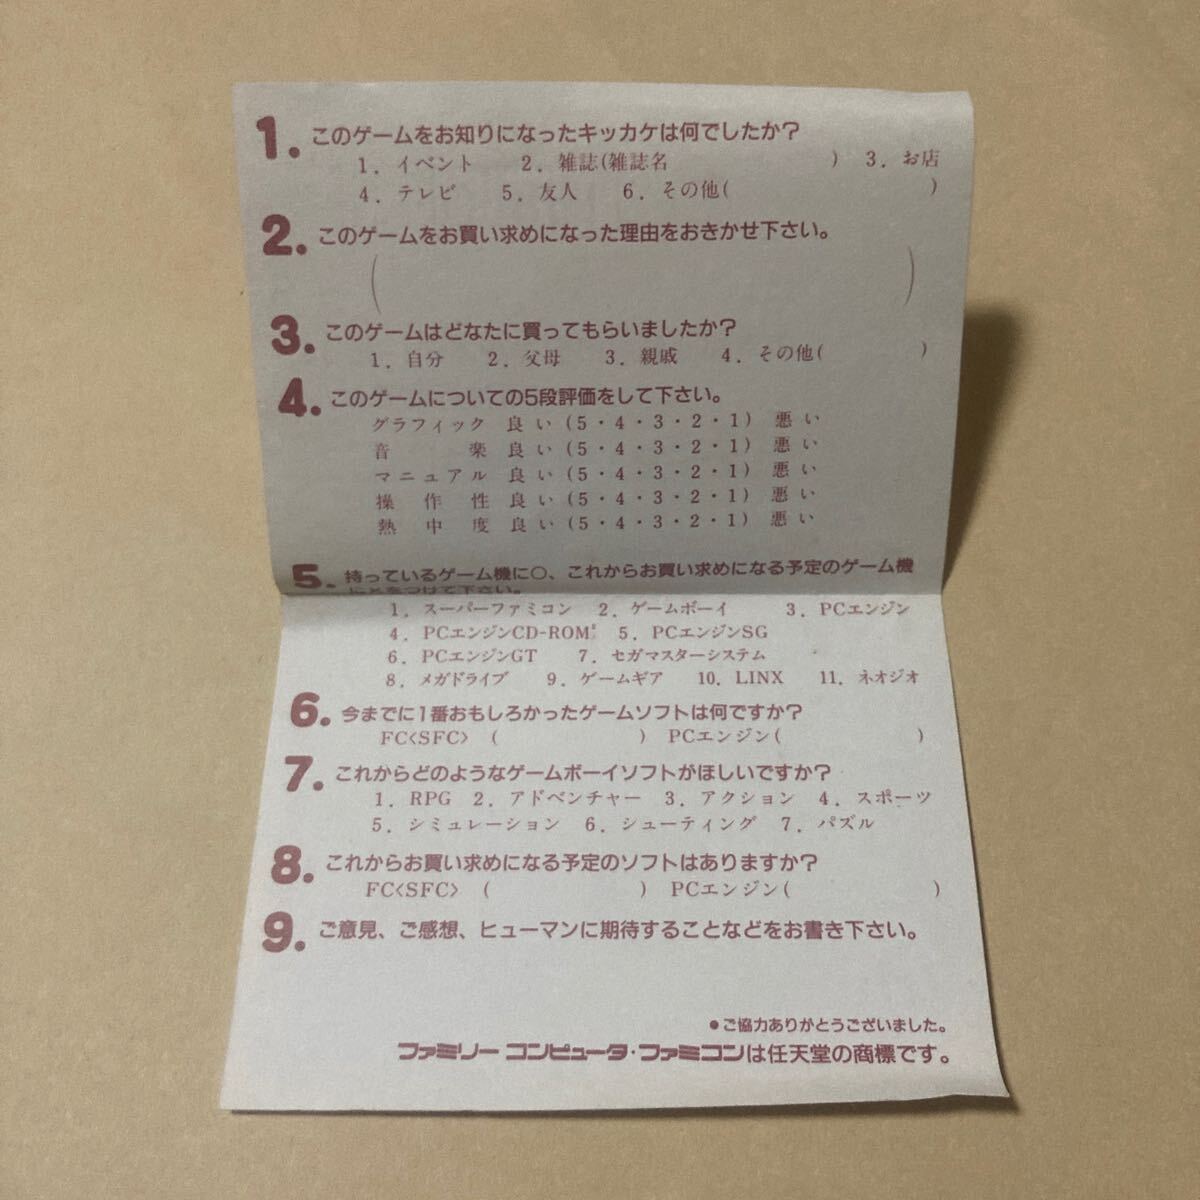 1. このゲームをお知りになったキッカケは何でしたか?
1. イベント 2. 雑誌(雑誌名 ) 3. お店
4. テレビ 5. 友人 6. その他( )
2. このゲームをお買い求めになった理由をおきかせ下さい。
( )
3. このゲームはどなたに買ってもらいましたか?
1. 自分 2. 父母 3. 親戚 4. その他( )
4. このゲームについての5段評価をして下さい。
グラフィック 良い (5・4・3・2・1) 悪い
音楽 良い (5・4・3・2・1) 悪い
マニュアル 良い (5・4・3・2・1) 悪い
操作性 良い (5・4・3・2・1) 悪い
熱中度 良い (5・4・3・2・1) 悪い
5. 持っているゲーム機に○、これからお買い求めになる予定のゲーム機
をつけて下さい。
1. スーパーファミコン 2. ゲームボーイ 3. PCエンジン
4. PCエンジンCD-ROM² 5. PCエンジンSG
6. PCエンジンGT 7. セガマスターシステム
8. メガドライブ 9. ゲームギア 10. LINX 11. ネオジオ
6. 今までに1番おもしろかったゲームソフトは何ですか?
FC<SFC> ( ) PCエンジン( )
7. これからどのようなゲームボーイソフトがほしいですか?
1. RPG 2. アドベンチャー 3. アクション 4. スポーツ
5. シミュレーション 6. シューティング 7. パズル
8. これからお買い求めになる予定のソフトはありますか?
FC<SFC> ( ) PCエンジン( )
9. ご意見、ご感想、ヒューマンに期待することなどをお書き下さい。
●ご協力ありがとうございました。
ファミリーコンピュータ・ファミコンは任天堂の商標です。